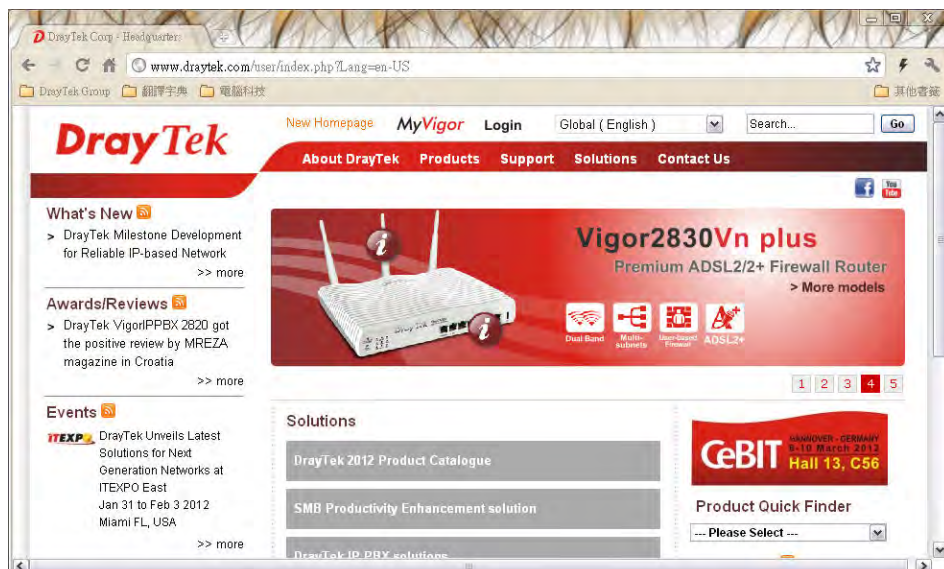 DrayTek Corp - Headquarter:
www.draytek.com/user/index.php?Lang=en-US
DrayTek Group 翻譯字典 電腦科技 其他書籤
DrayTek
New Homepage MyVigor Login Global ( English ) Search... Go
About DrayTek Products Support Solutions Contact Us
You Tube
What's New
> DrayTek Milestone Development
for Reliable IP-based Network
>> more
Awards/Reviews
> DrayTek VigorIPPBX 2820 got
the positive review by MREZA
magazine in Croatia
>> more
Events
ITEXPO DrayTek Unveils Latest
Solutions for Next
Generation Networks at
ITEXPO East
Jan 31 to Feb 3 2012
Miami FL, USA
>> more
Vigor2830Vn plus
Premium ADSL2/2+ Firewall Router
> More models
Dual Band Multi-subnets User-based Firewall ADSL2+
1 2 3 4 5
Solutions
DrayTek 2012 Product Catalogue
SMB Productivity Enhancement solution
DrayTek IP PBX solutions
CeBIT HANNOVER - GERMANY
6-10 March 2012
Hall 13, C56
Product Quick Finder
--- Please Select ---